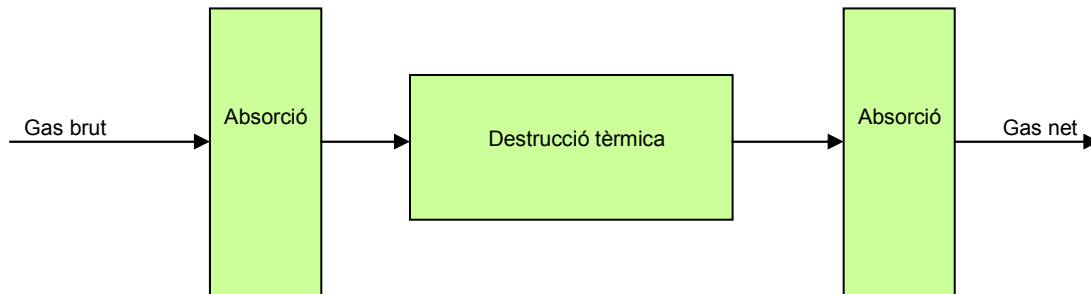 Gas brut
Absorció
Destrucció tèrmica
Absorció
Gas net